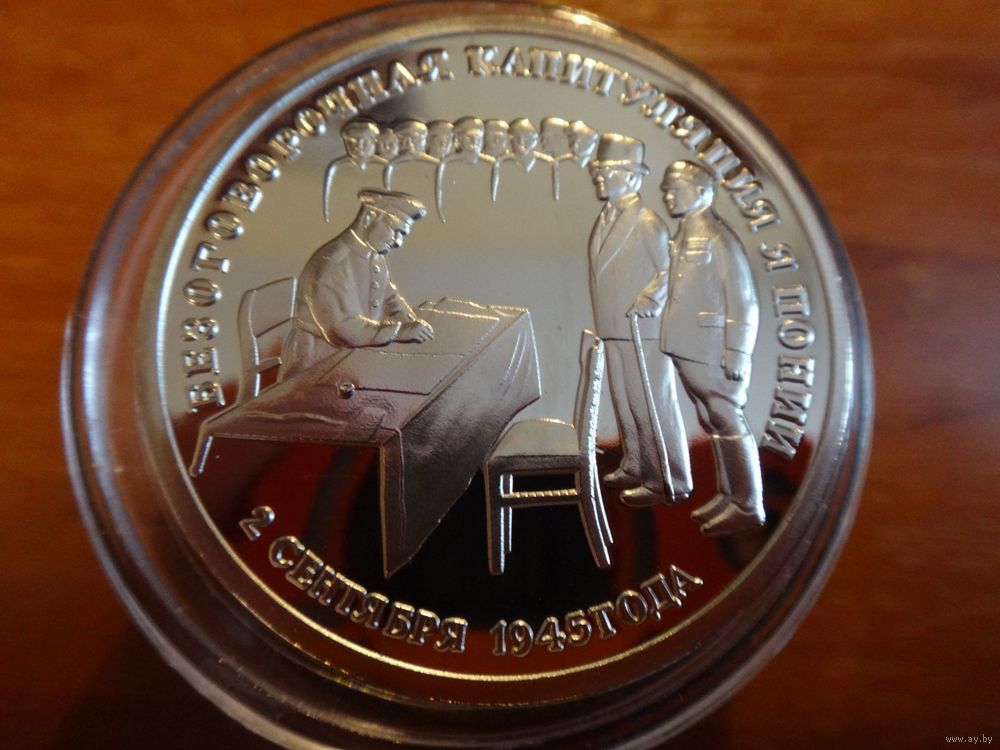 БЕЗОГОВОРОЧНАЯ КАПИТУЛЯЦИЯ ЯПОНИИ
2 СЕНТЯБРЯ 1945 ГОДА
www.ay.by